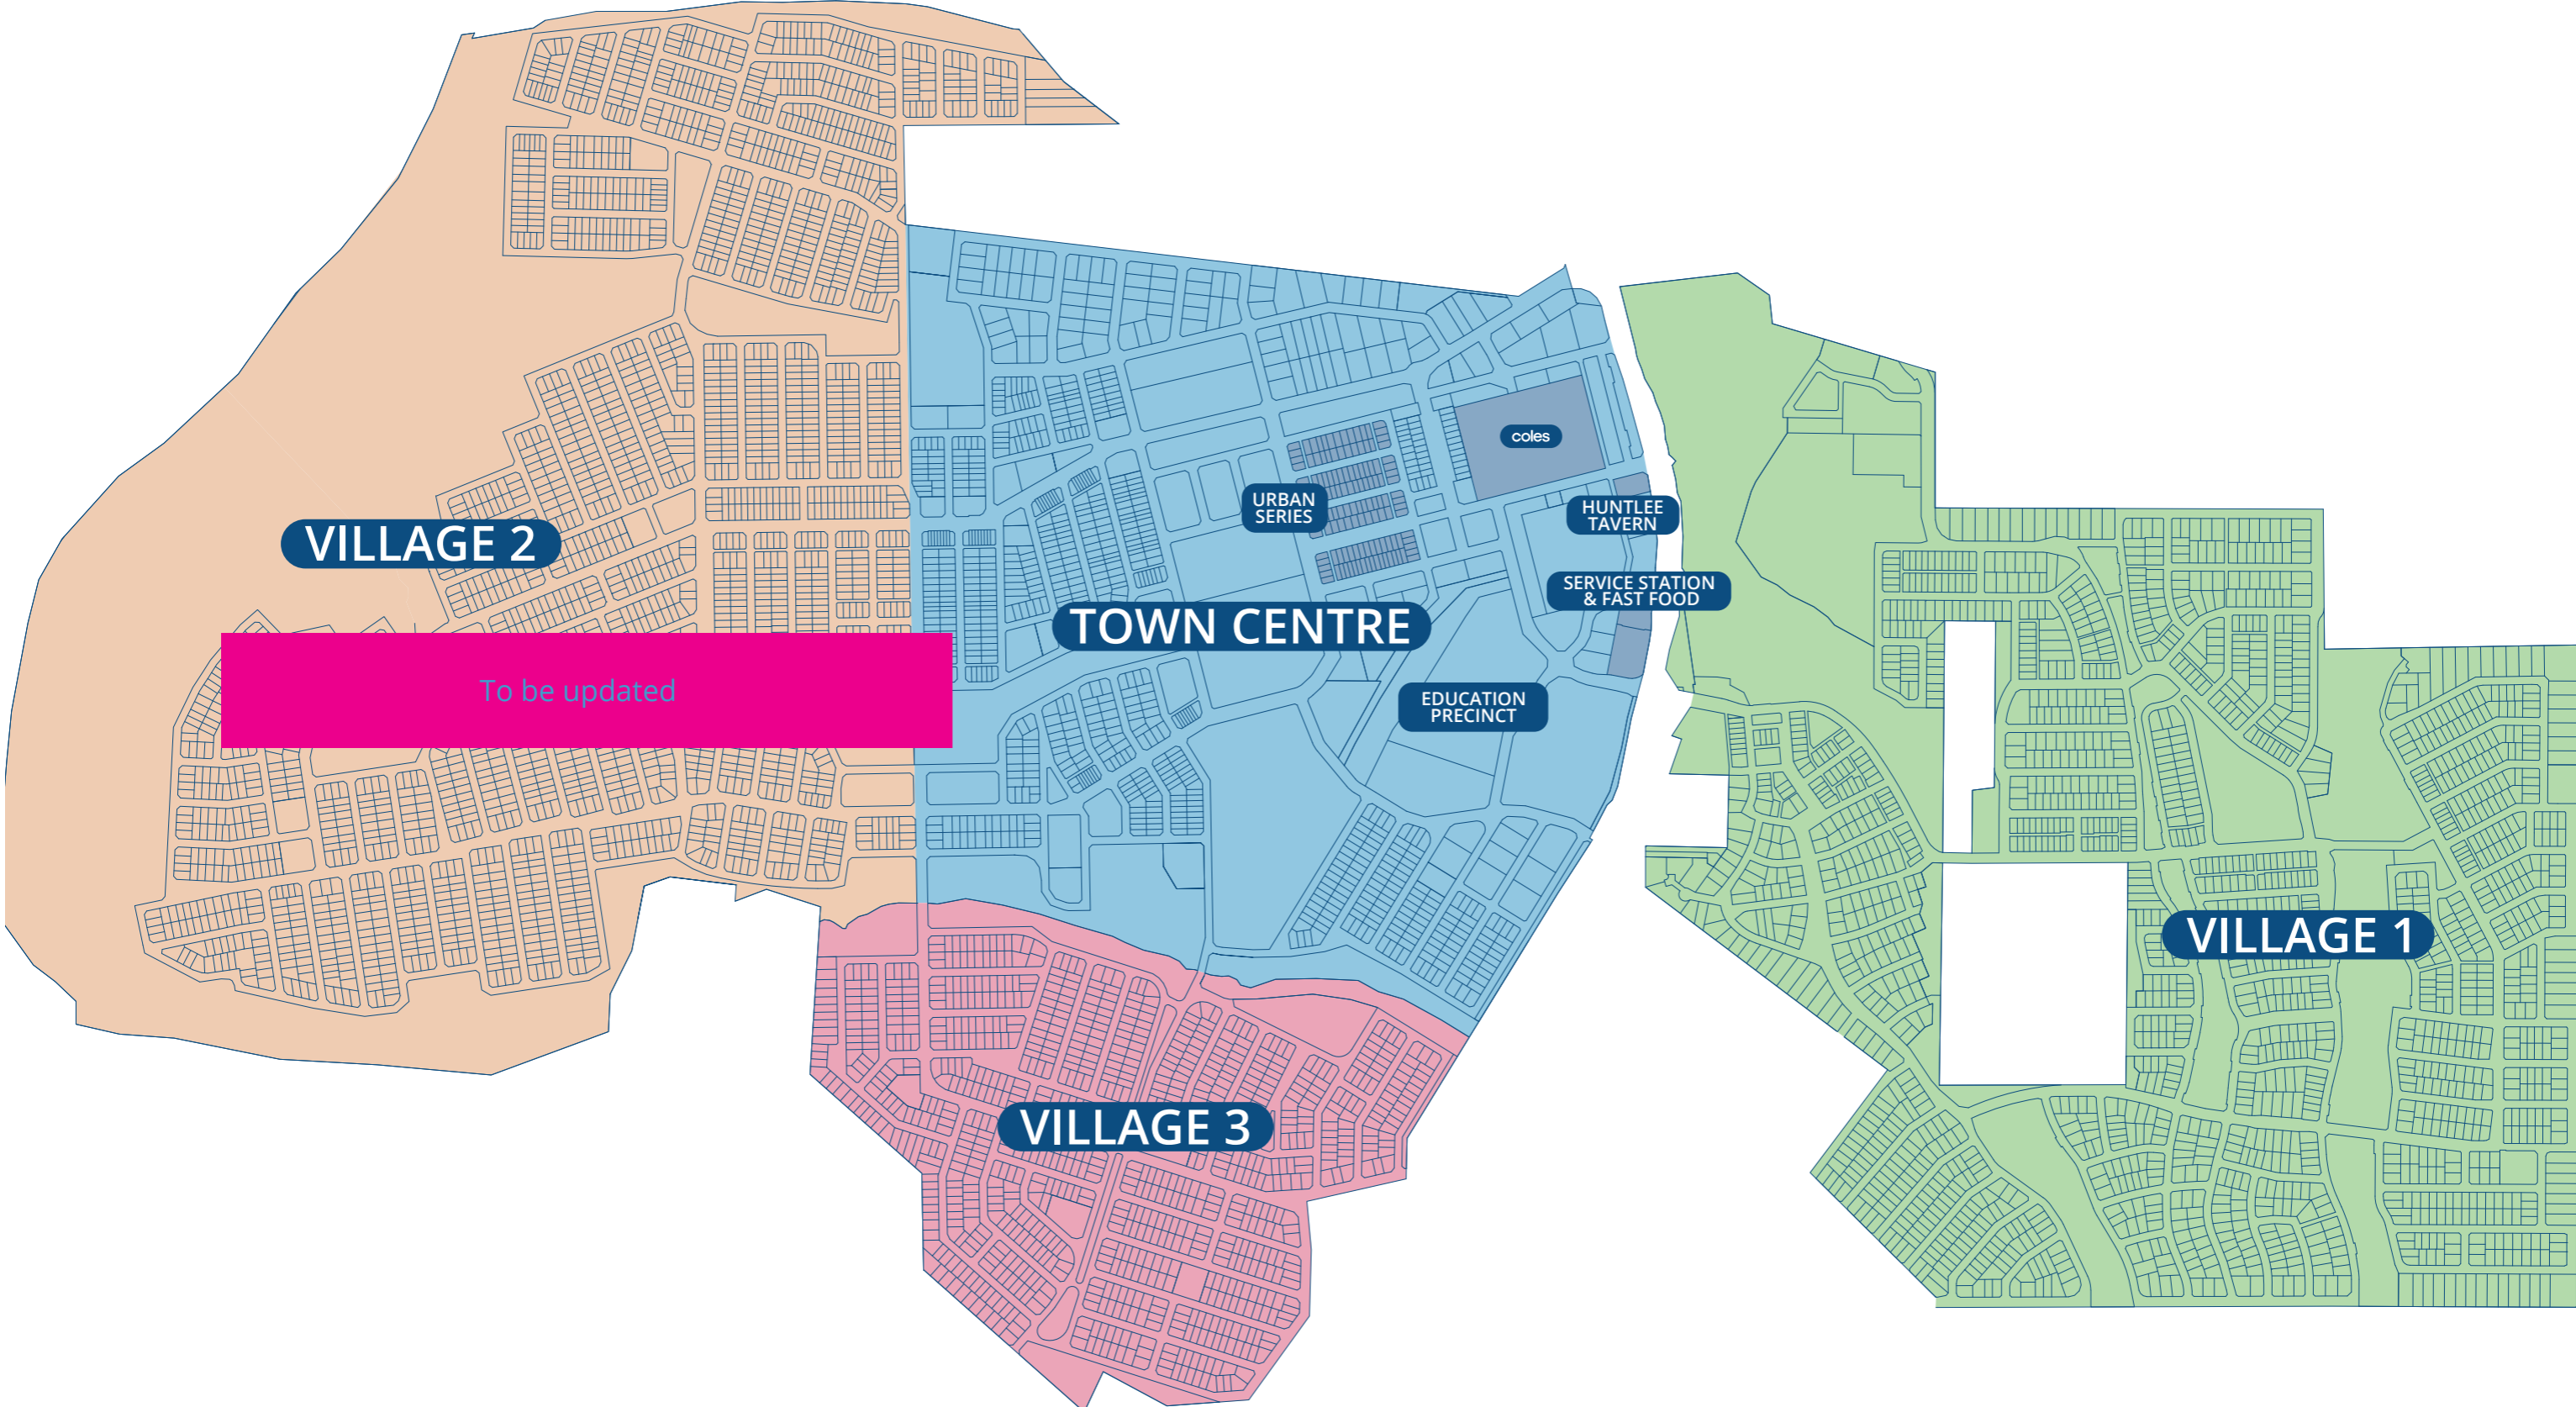 coles
URBAN
SERIES
HUNTLEE
TAVERN
VILLAGE 2
SERVICE STATION
& FAST FOOD
TOWN CENTRE
To be updated
EDUCATION
PRECINCT
VILLAGE 1
VILLAGE 3